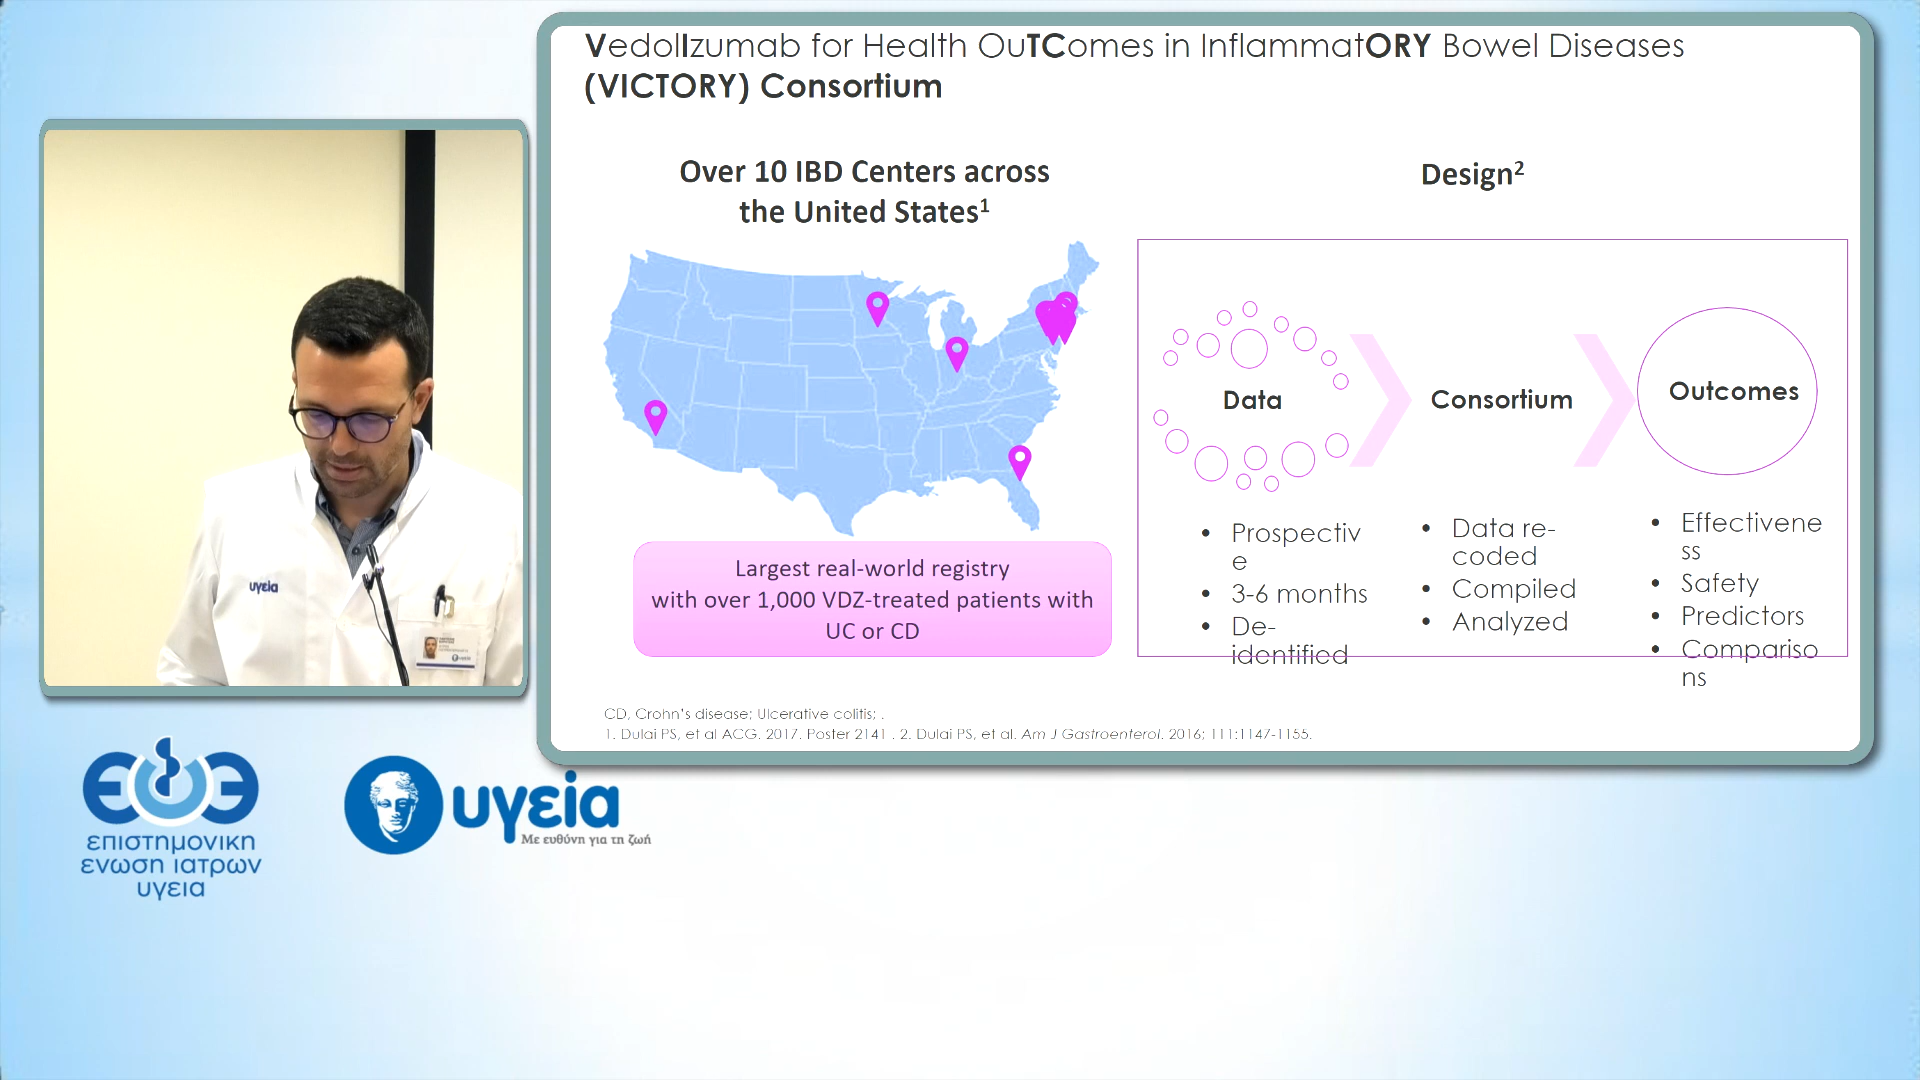 VedolIzumab for Health OuTComes in InflammatORY Bowel Diseases
(VICTORY) Consortium
Over 10 IBD Centers across
the United States¹
Design²
Data
Consortium
Outcomes
• Prospectiv
e
• 3-6 months
• De-
identified
• Data re-
coded
• Compiled
• Analyzed
• Effectivene
ss
• Safety
• Predictors
• Compariso
ns
Largest real-world registry
with over 1,000 VDZ-treated patients with
UC or CD
CD, Crohn's disease; Ulcerative colitis; .
1. Dulai PS, et al ACG. 2017. Poster 2141 . 2. Dulai PS, et al. Am J Gastroenterol. 2016; 111:1147-1155.
υγεία
επιστημονικη
ενωση ιατρων
υγεια
υγεία
Με ευθύνη για τη ζωή